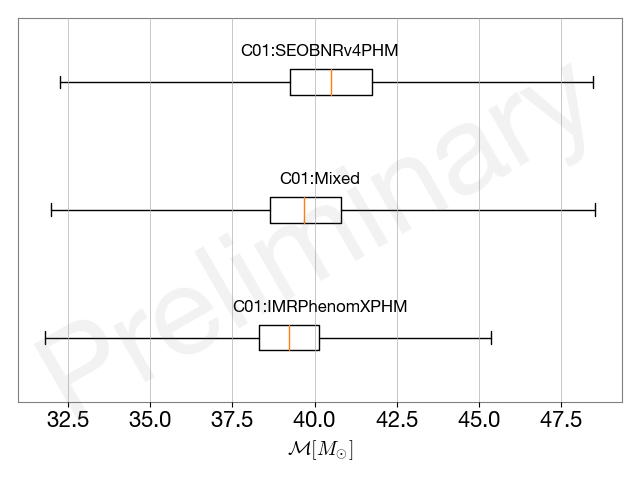 C01:SEOBNRv4PHM
C01:Mixed
C01:IMRPhenomXPHM
Preliminary
32.5 35.0 37.5 40.0 42.5 45.0 47.5
ℳ[M⊙]